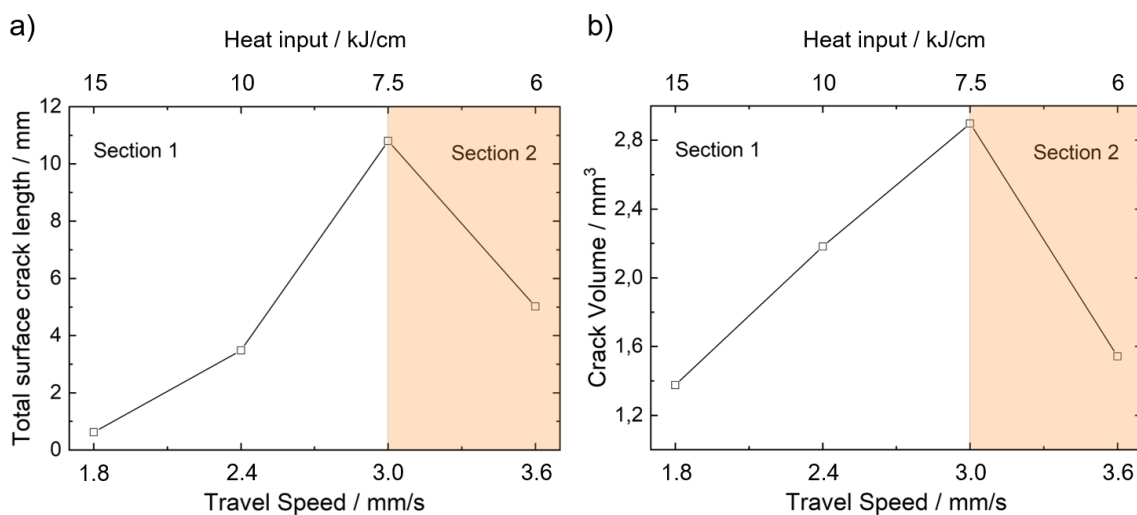 a)
Heat input / kJ/cm
15 10 7.5 6
Total surface crack length / mm
12
10
8
6
4
2
0
Section 1
Section 2
1.8 2.4 3.0 3.6
Travel Speed / mm/s
b)
Heat input / kJ/cm
15 10 7.5 6
Crack Volume / mm³
2,8
2,4
2,0
1,6
1,2
Section 1
Section 2
1.8 2.4 3.0 3.6
Travel Speed / mm/s